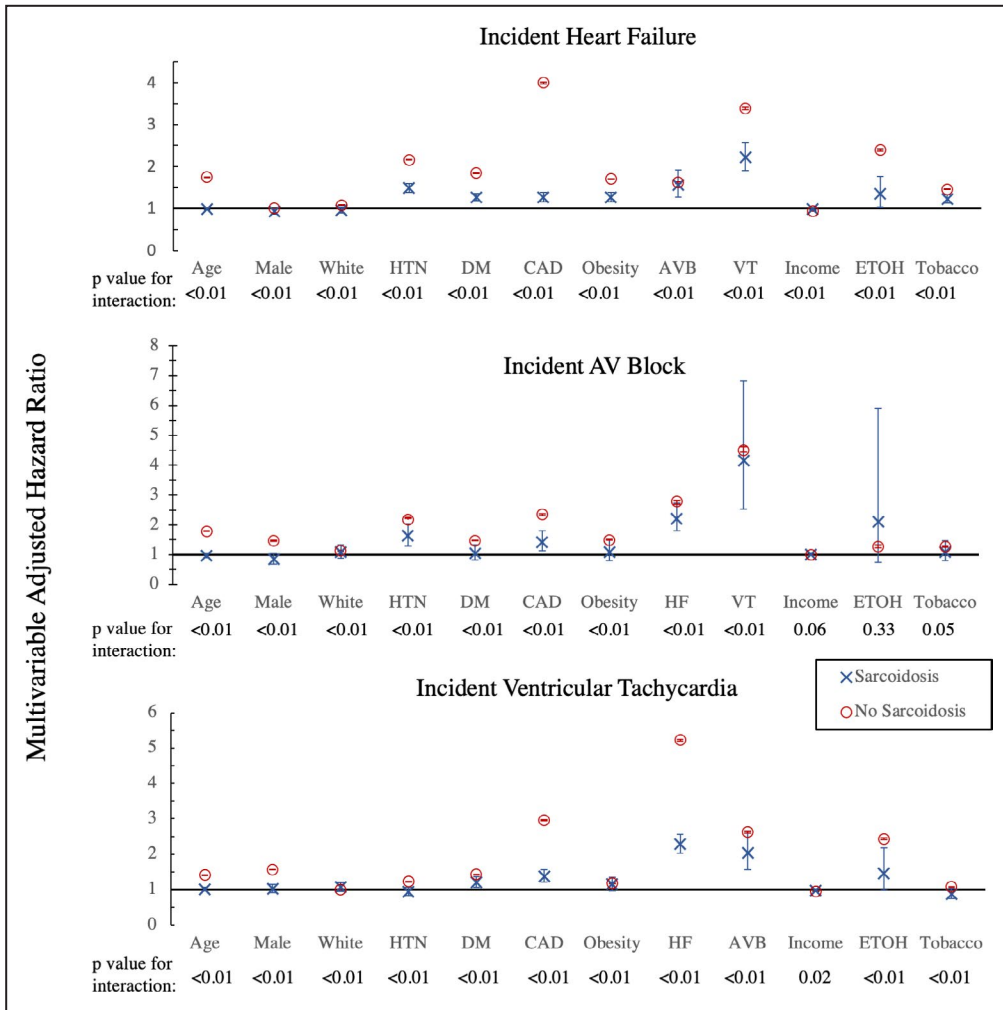 Incident Heart Failure
4
3
2
1
0
Age Male White HTN DM CAD Obesity AVB VT Income ETOH Tobacco
p value for
interaction: <0.01 <0.01 <0.01 <0.01 <0.01 <0.01 <0.01 <0.01 <0.01 <0.01 <0.01 <0.01
Multivariable Adjusted Hazard Ratio
Incident AV Block
8
7
6
5
4
3
2
1
0
Age Male White HTN DM CAD Obesity HF VT Income ETOH Tobacco
p value for
interaction: <0.01 <0.01 <0.01 <0.01 <0.01 <0.01 <0.01 <0.01 <0.01 0.06 0.33 0.05
Sarcoidosis
No Sarcoidosis
Incident Ventricular Tachycardia
6
5
4
3
2
1
0
Age Male White HTN DM CAD Obesity HF AVB Income ETOH Tobacco
p value for
interaction: <0.01 <0.01 <0.01 <0.01 <0.01 <0.01 <0.01 <0.01 <0.01 0.02 <0.01 <0.01